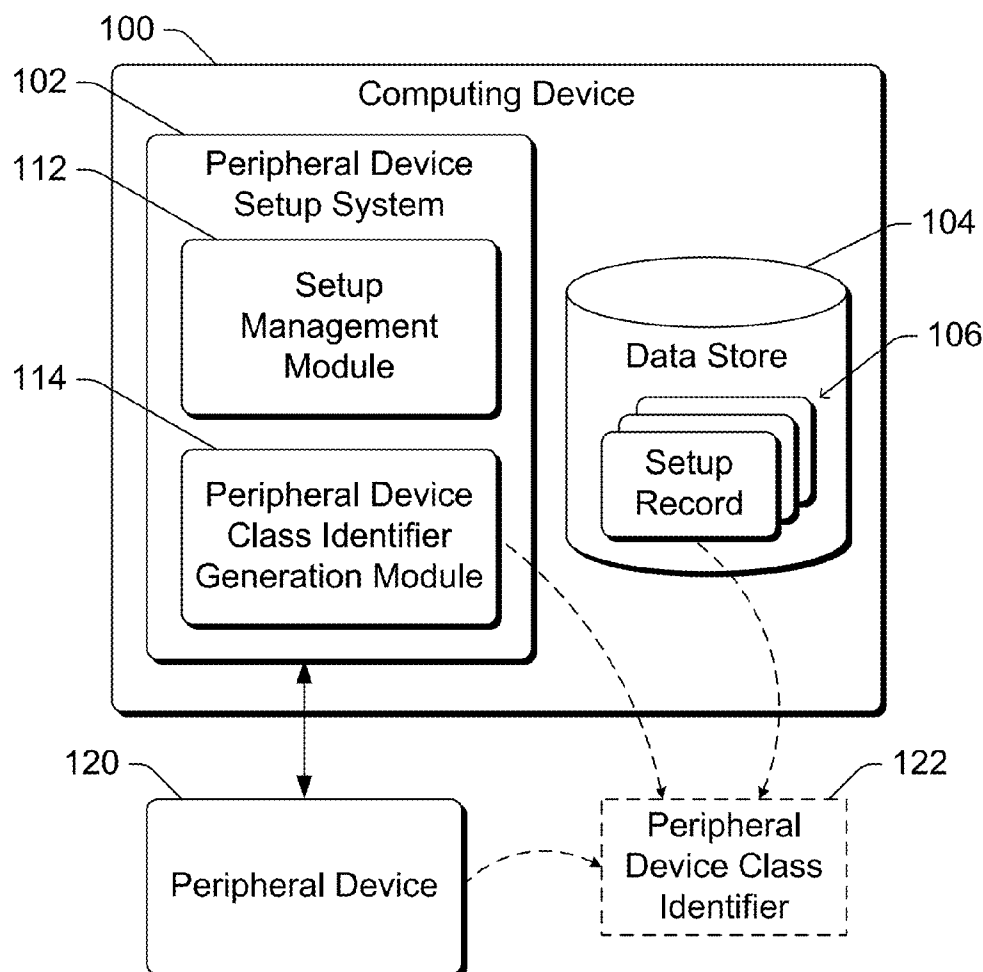 100
Computing Device
102
Peripheral Device
Setup System
112
Setup
Management
Module
104
Data Store
106
Setup
Record
114
Peripheral Device
Class Identifier
Generation Module
120
Peripheral Device
122
Peripheral
Device Class
Identifier